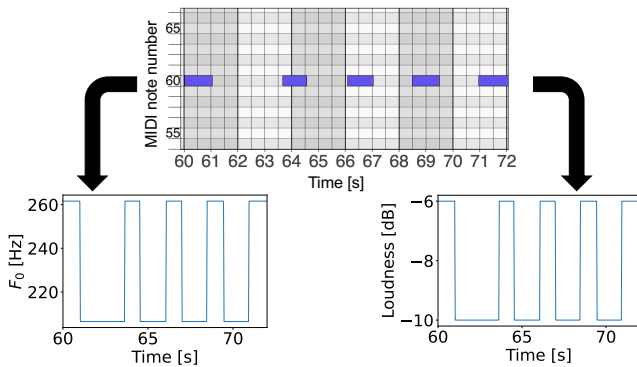 MIDI note number
65
60
55
60 61 62 63 64 65 66 67 68 69 70 71 72
Time [s]
F0 [Hz]
260
240
220
60 65 70
Time [s]
Loudness [dB]
−6
−8
−10
60 65 70
Time [s]